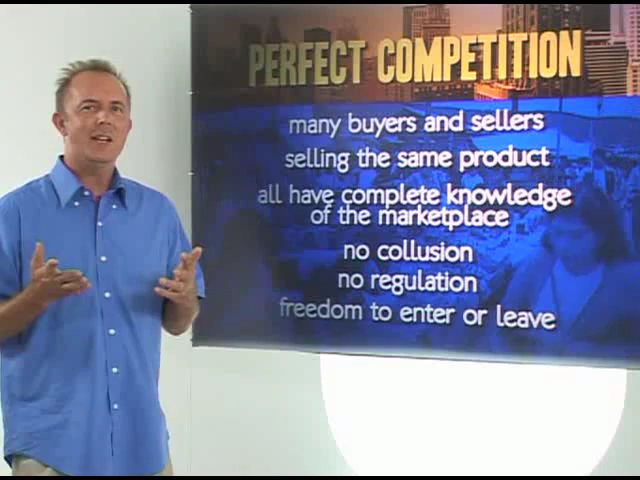 PERFECT COMPETITION
many buyers and sellers
selling the same product
all have complete knowledge
of the marketplace
no collusion
no regulation
freedom to enter or leave